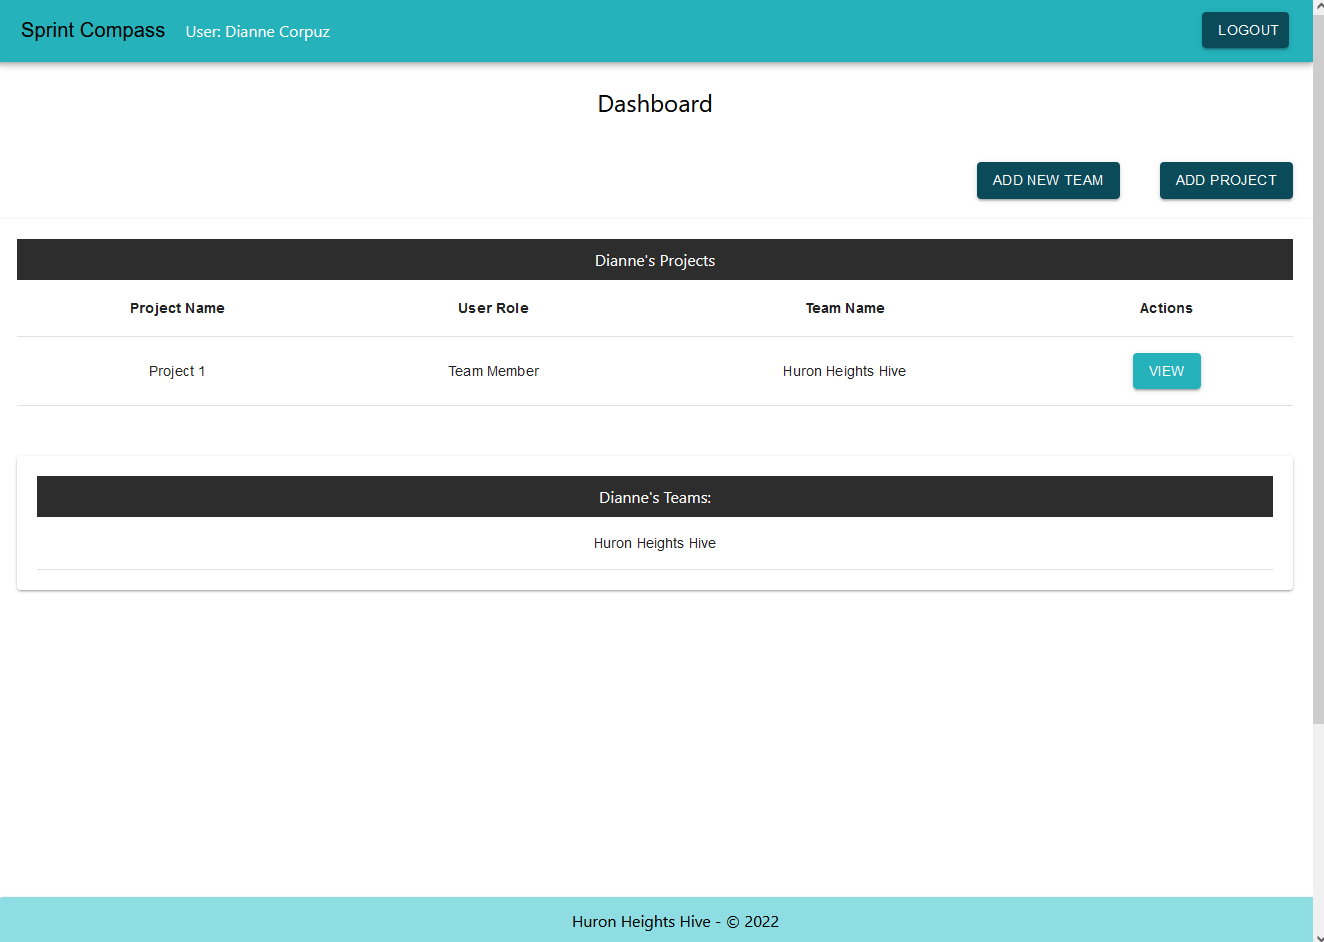 Sprint Compass User: Dianne Corpuz LOGOUT
Dashboard
ADD NEW TEAM ADD PROJECT
Dianne's Projects
Project Name User Role Team Name Actions
Project 1 Team Member Huron Heights Hive VIEW
Dianne's Teams:
Huron Heights Hive
Huron Heights Hive - © 2022